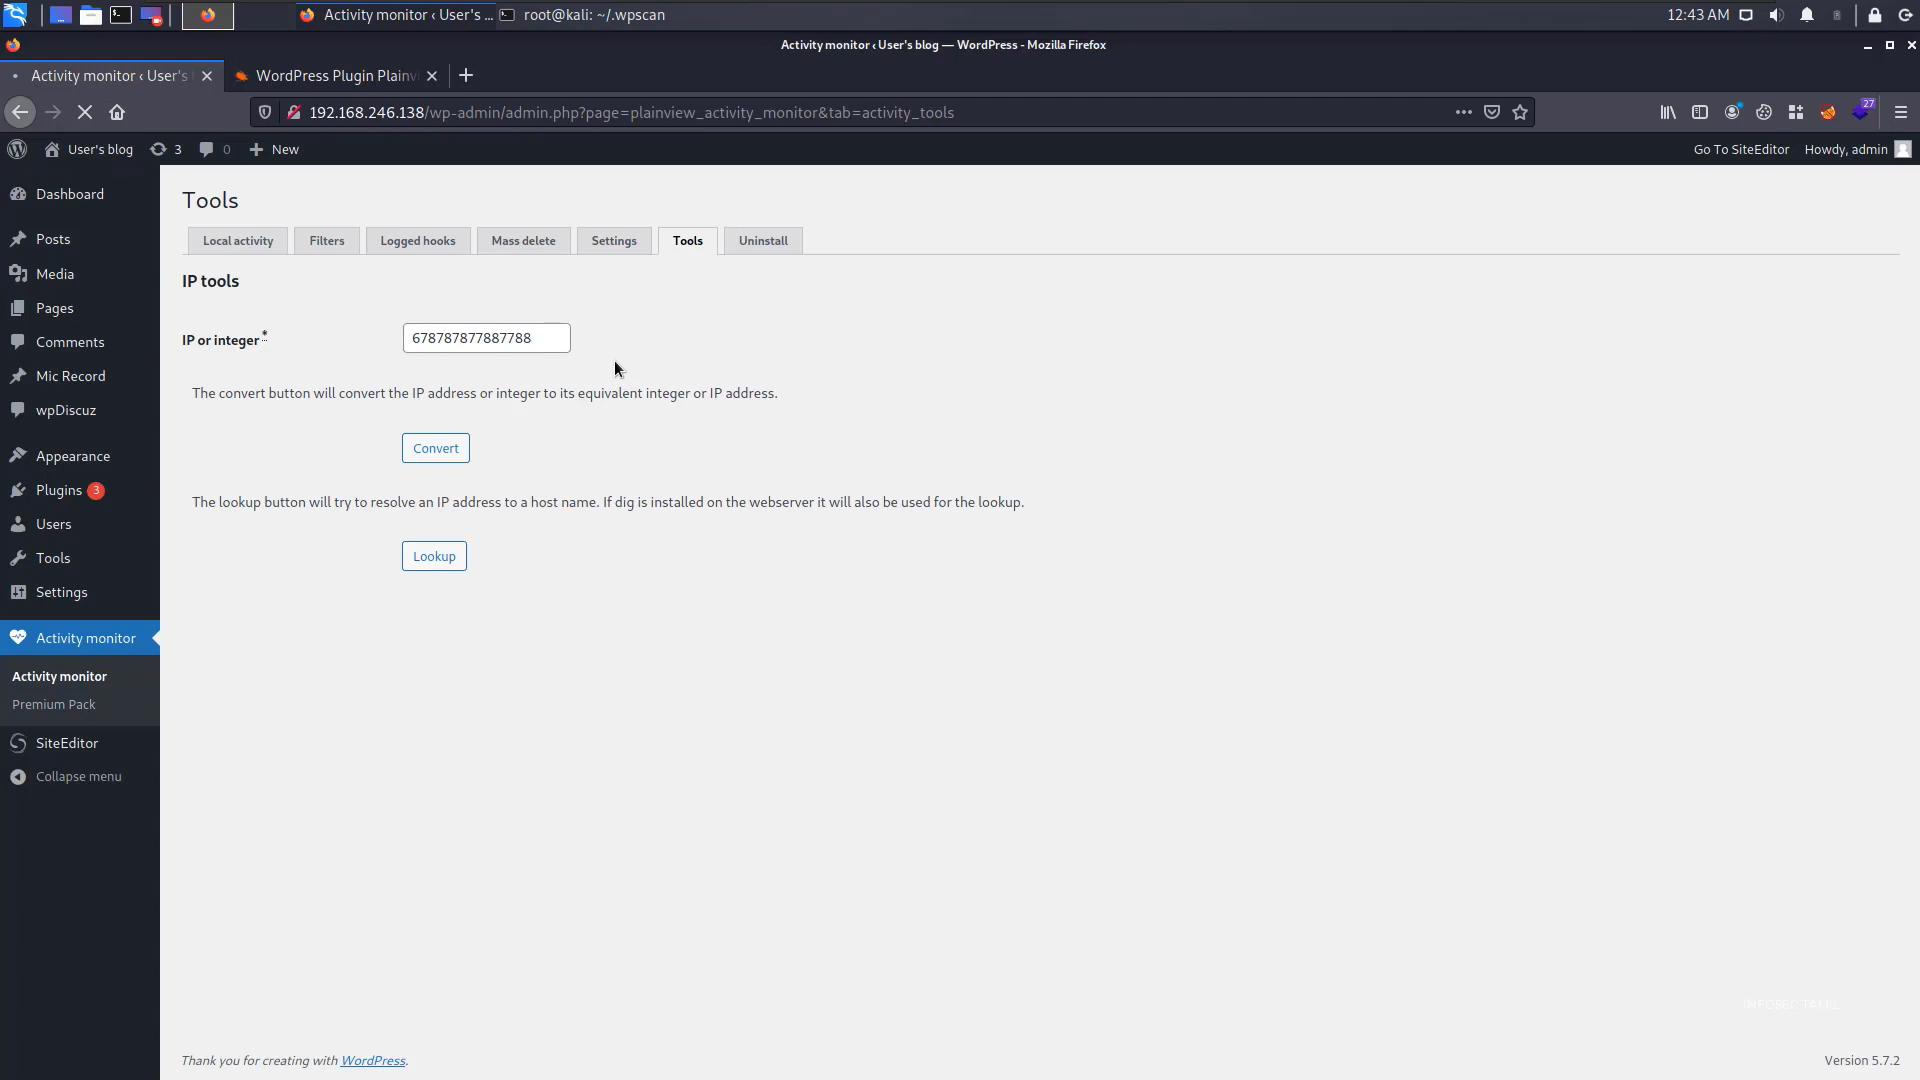 Activity monitor ‹ User's ...
root@kali: ~/.wpscan
12:43 AM
Activity monitor ‹ User's blog — WordPress - Mozilla Firefox
Activity monitor ‹ User's
WordPress Plugin Plainv
192.168.246.138/wp-admin/admin.php?page=plainview_activity_monitor&tab=activity_tools
27
User's blog
3
0
New
Go To SiteEditor
Howdy, admin
Dashboard
Posts
Media
Pages
Comments
Mic Record
wpDiscuz
Appearance
Plugins 3
Users
Tools
Settings
Activity monitor
Activity monitor
Premium Pack
SiteEditor
Collapse menu
Tools
Local activity
Filters
Logged hooks
Mass delete
Settings
Tools
Uninstall
IP tools
IP or integer *
678787877887788
The convert button will convert the IP address or integer to its equivalent integer or IP address.
Convert
The lookup button will try to resolve an IP address to a host name. If dig is installed on the webserver it will also be used for the lookup.
Lookup
INFOSEC TAMIL
Thank you for creating with WordPress.
Version 5.7.2